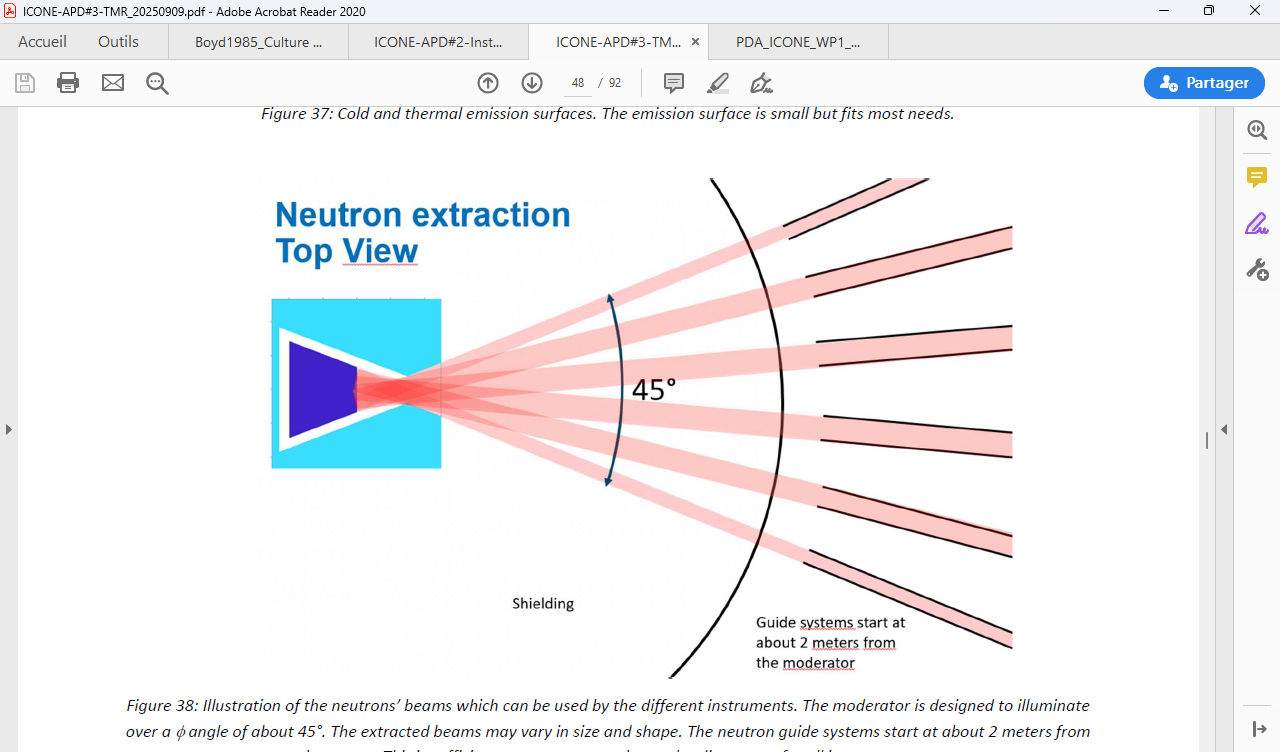 ICONE-APD#3-TMR_20250909.pdf - Adobe Acrobat Reader 2020
Accueil Outils Boyd1985_Culture ... ICONE-APD#2-Inst... ICONE-APD#3-TM... × PDA_ICONE_WP1_...
48 / 92 Partager
Figure 37: Cold and thermal emission surfaces. The emission surface is small but fits most needs.
Neutron extraction
Top View
45°
Shielding
Guide systems start at
about 2 meters from
the moderator
Figure 38: Illustration of the neutrons' beams which can be used by the different instruments. The moderator is designed to illuminate
over a ϕ angle of about 45°. The extracted beams may vary in size and shape. The neutron guide systems start at about 2 meters from